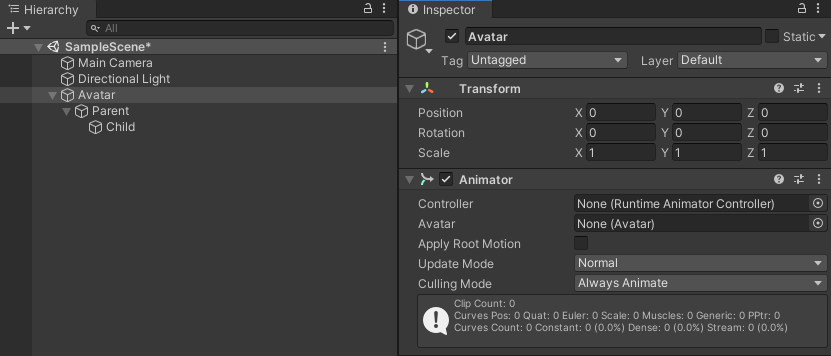 Hierarchy
All
SampleScene*
Main Camera
Directional Light
Avatar
Parent
Child
Inspector
Avatar Static
Tag Untagged Layer Default
Transform
Position X 0 Y 0 Z 0
Rotation X 0 Y 0 Z 0
Scale X 1 Y 1 Z 1
Animator
Controller None (Runtime Animator Controller)
Avatar None (Avatar)
Apply Root Motion
Update Mode Normal
Culling Mode Always Animate
Clip Count: 0
Curves Pos: 0 Quat: 0 Euler: 0 Scale: 0 Muscles: 0 Generic: 0 PPtr: 0
Curves Count: 0 Constant: 0 (0.0%) Dense: 0 (0.0%) Stream: 0 (0.0%)